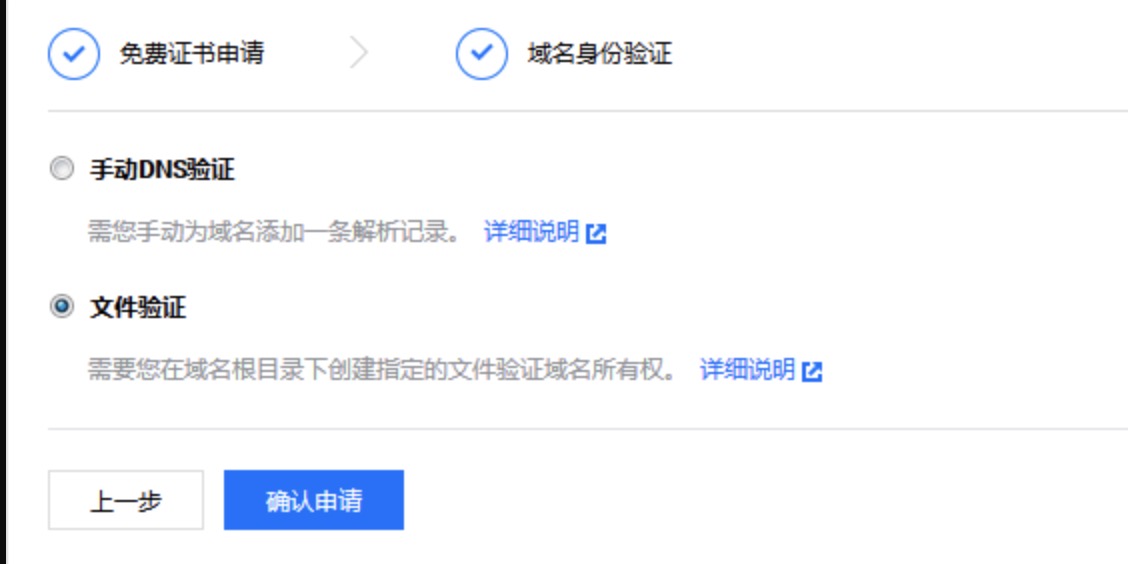 免费证书申请 域名身份验证
手动DNS验证
需您手动为域名添加一条解析记录。 详细说明
文件验证
需要您在域名根目录下创建指定的文件验证域名所有权。 详细说明
上一步 确认申请